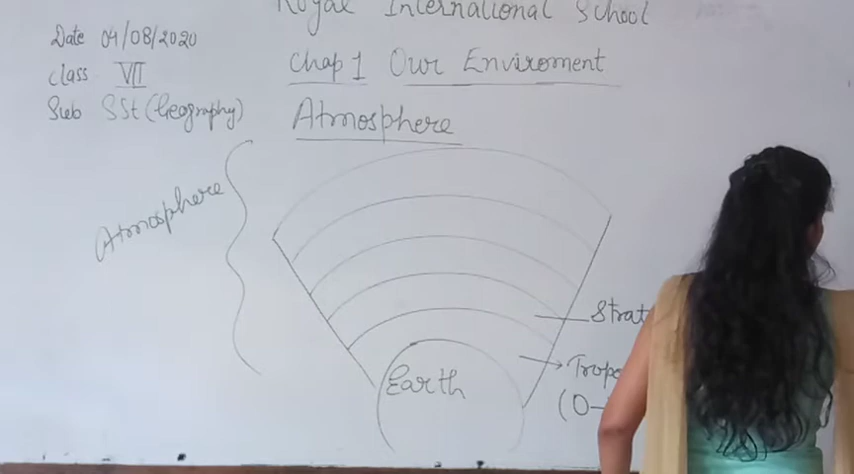 Royal International School
Date 04/08/2020
Class VII
Sub SSt (Geography)
Chap 1 Our Enviroment
Atmosphere
Atmosphere
Earth
Strat
Tropo
(0-